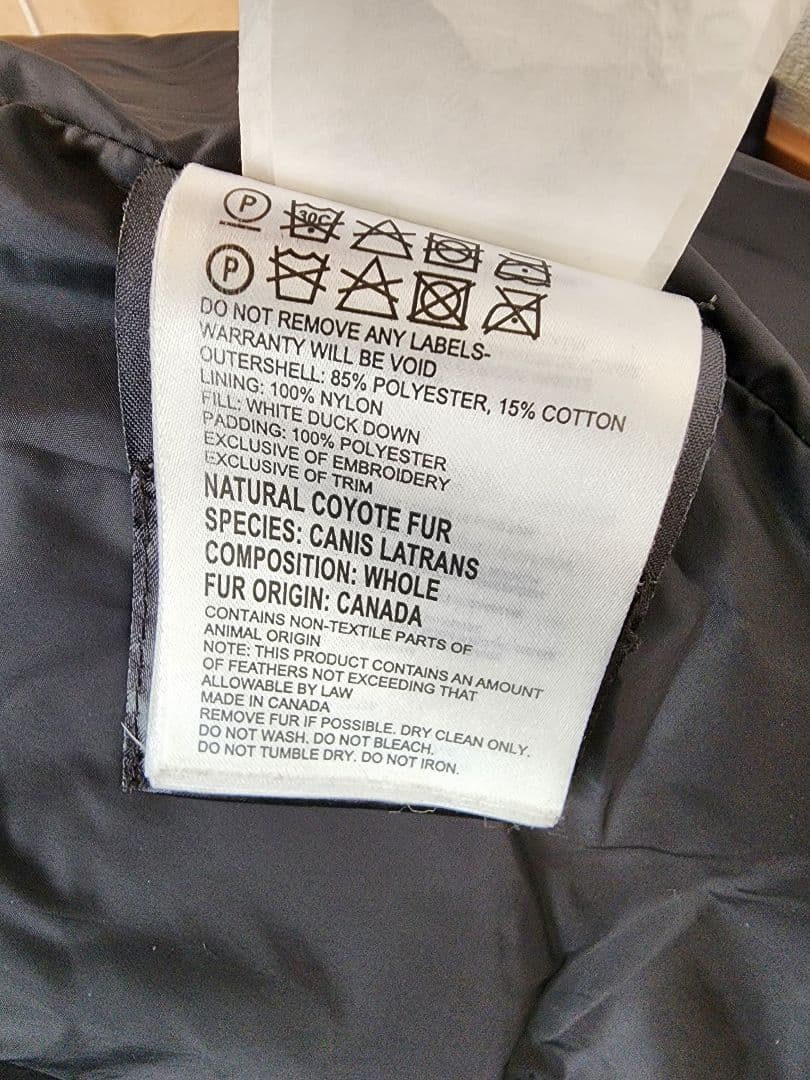 P 30C
P
DO NOT REMOVE ANY LABELS-
WARRANTY WILL BE VOID
OUTERSHELL: 85% POLYESTER, 15% COTTON
LINING: 100% NYLON
FILL: WHITE DUCK DOWN
PADDING: 100% POLYESTER
EXCLUSIVE OF EMBROIDERY
EXCLUSIVE OF TRIM
NATURAL COYOTE FUR
SPECIES: CANIS LATRANS
COMPOSITION: WHOLE
FUR ORIGIN: CANADA
CONTAINS NON-TEXTILE PARTS OF
ANIMAL ORIGIN
NOTE: THIS PRODUCT CONTAINS AN AMOUNT
OF FEATHERS NOT EXCEEDING THAT
ALLOWABLE BY LAW
MADE IN CANADA
REMOVE FUR IF POSSIBLE. DRY CLEAN ONLY.
DO NOT WASH. DO NOT BLEACH.
DO NOT TUMBLE DRY. DO NOT IRON.